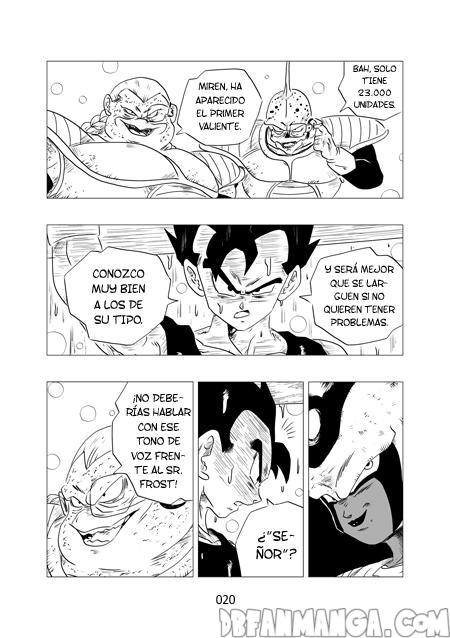 MIREN, HA
APARECIDO
EL PRIMER
VALIENTE.
BAH, SOLO
TIENE
23.000
UNIDADES.
CONOZCO
MUY BIEN
A LOS DE
SU TIPO.
Y SERÁ MEJOR
QUE SE LAR-
GUEN SI NO
QUIEREN TENER
PROBLEMAS.
¡NO DEBE-
RÍAS HABLAR
CON ESE
TONO DE
VOZ FREN-
TE AL SR.
FROST!
¿"SE-
ÑOR"?
020
DBFANMANGA.COM